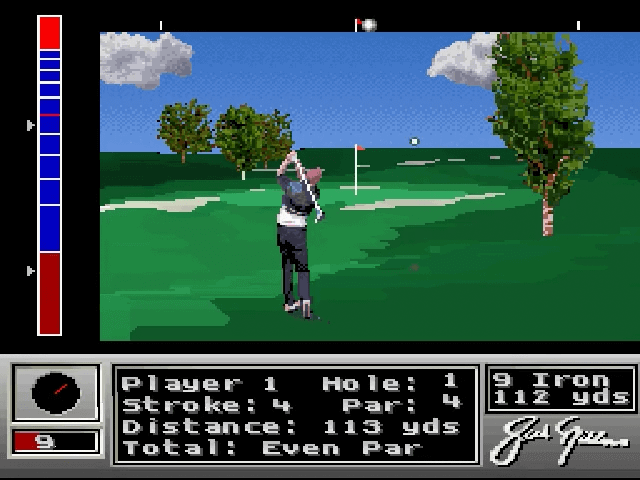 Player 1 Hole: 1
Stroke: 4 Par: 4
Distance: 113 yds
Total: Even Par
9 Iron
112 yds
9